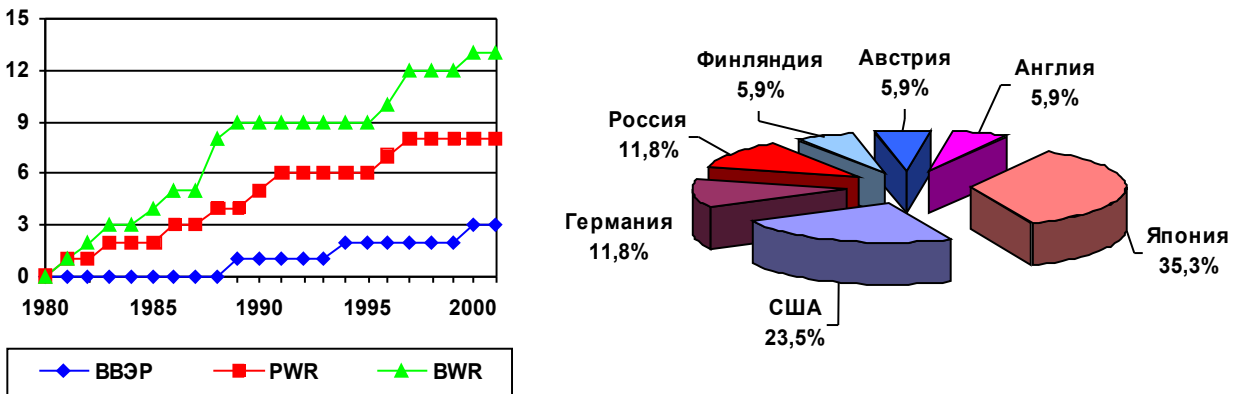 15
12
9
6
3
0
1980 1985 1990 1995 2000
ВВЭР PWR BWR
Финляндия
5,9%
Австрия
5,9%
Англия
5,9%
Россия
11,8%
Германия
11,8%
США
23,5%
Япония
35,3%